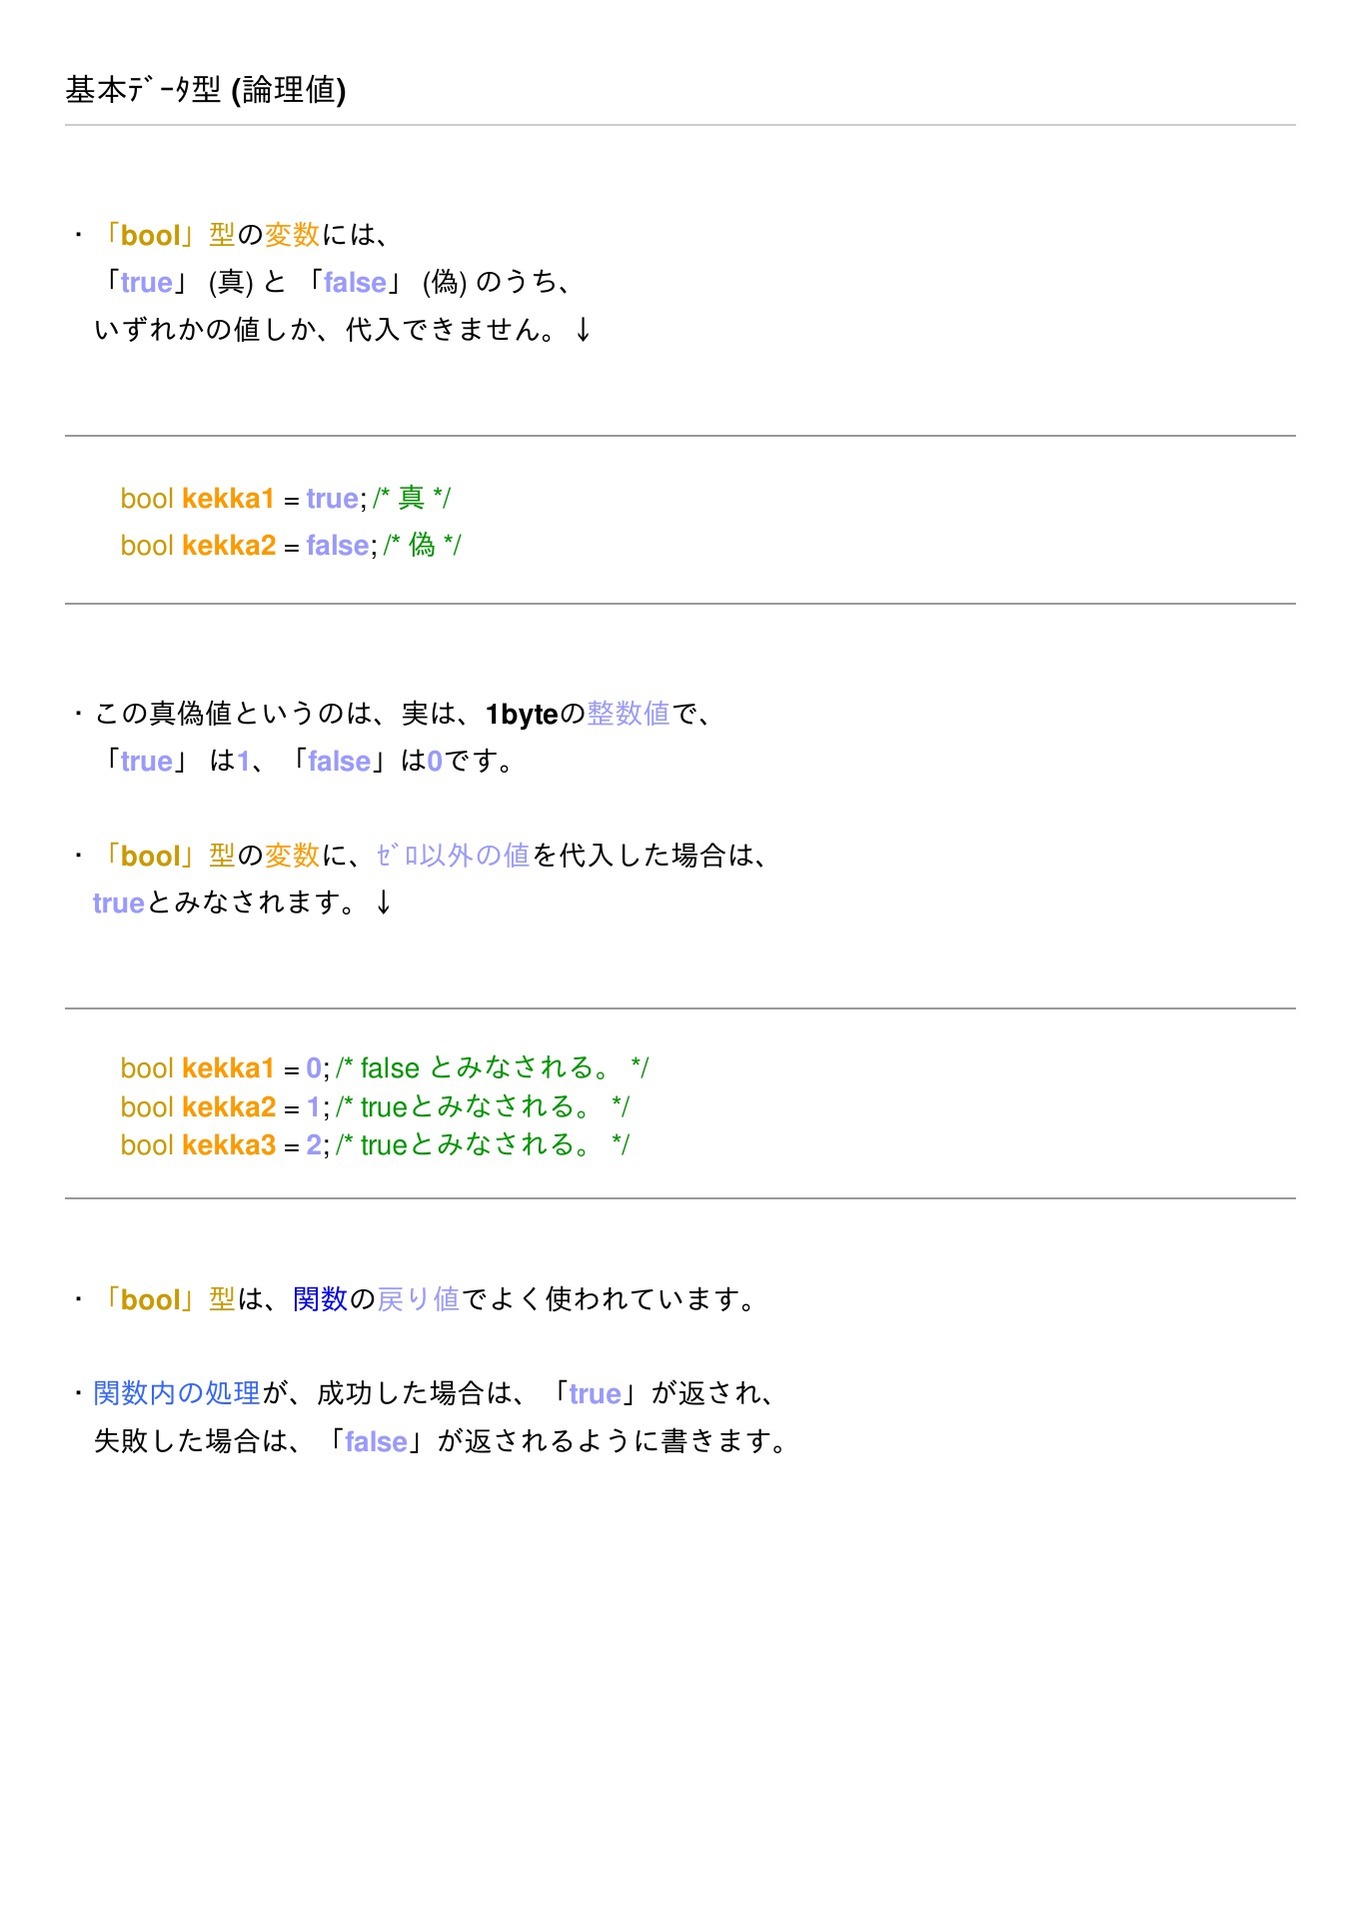 基本ﾃﾞｰﾀ型 (論理値)
・「bool」型の変数には、
「true」 (真) と 「false」 (偽) のうち、
いずれかの値しか、代入できません。↓
bool kekka1 = true; /* 真 */
bool kekka2 = false; /* 偽 */
・この真偽値というのは、実は、1byteの整数値で、
「true」 は1、「false」は0です。
・「bool」型の変数に、ｾﾞﾛ以外の値を代入した場合は、
trueとみなされます。↓
bool kekka1 = 0; /* false とみなされる。 */
bool kekka2 = 1; /* trueとみなされる。 */
bool kekka3 = 2; /* trueとみなされる。 */
・「bool」型は、関数の戻り値でよく使われています。
・関数内の処理が、成功した場合は、「true」が返され、
失敗した場合は、「false」が返されるように書きます。